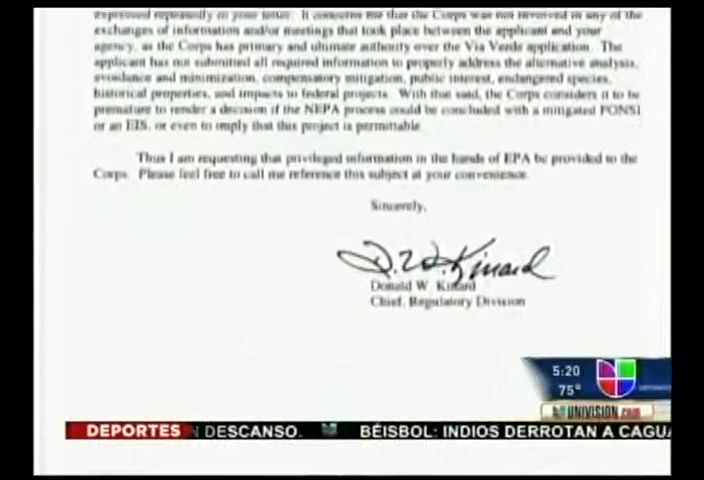 expressed repeatedly in your letter. It concerns me that the Corps was not involved in any of the
exchanges of information and/or meetings that took place between the applicant and your
agency, as the Corps has primary and ultimate authority over the Via Verde application. The
applicant has not submitted all required information to properly address the alternative analysis,
avoidance and minimization, compensatory mitigation, public interest, endangered species,
historical properties, and impacts to federal projects. With that said, the Corps considers it to be
premature to render a decision if the NEPA process could be concluded with a mitigated FONSI
or an EIS, or even to imply that this project is permittable.
Thus I am requesting that privileged information in the hands of EPA be provided to the
Corps. Please feel free to call me reference this subject at your convenience.
Sincerely,
D. W. Kinard
Donald W. Kinard
Chief, Regulatory Division
5:20
75°
UNIVISION.com
DEPORTES N DESCANSO. BÉISBOL: INDIOS DERROTAN A CAGUA